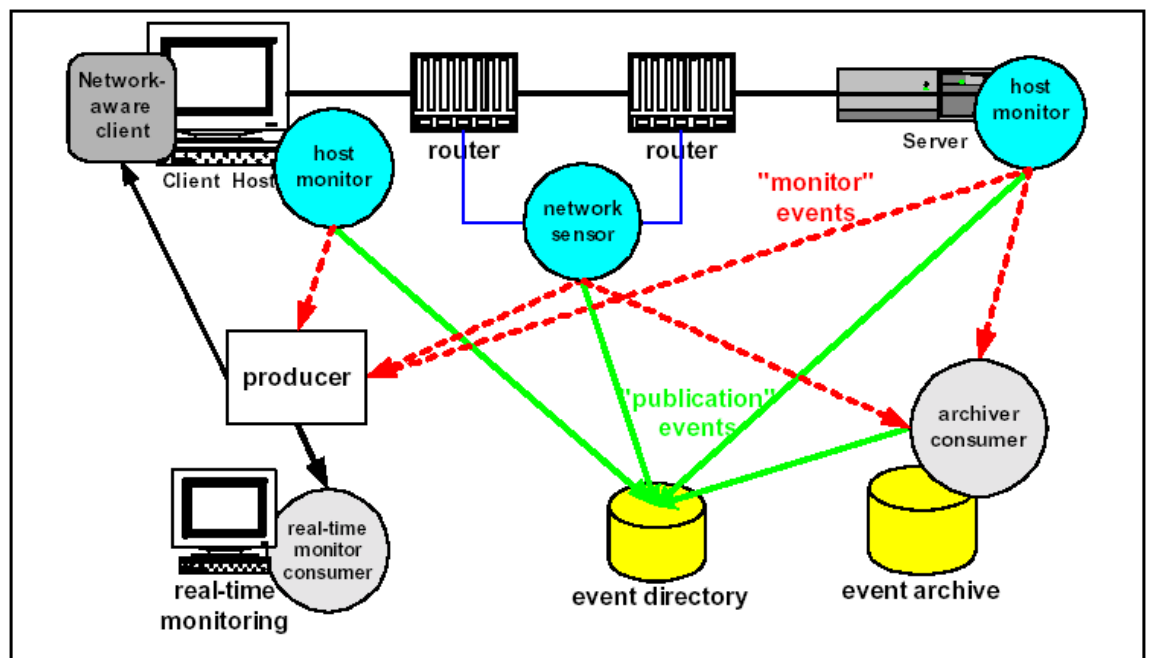 Network-
aware
client
Client Host
host
monitor
router
router
Server
host
monitor
network
sensor
"monitor"
events
producer
"publication"
events
archiver
consumer
real-time
monitor
consumer
real-time
monitoring
event directory
event archive